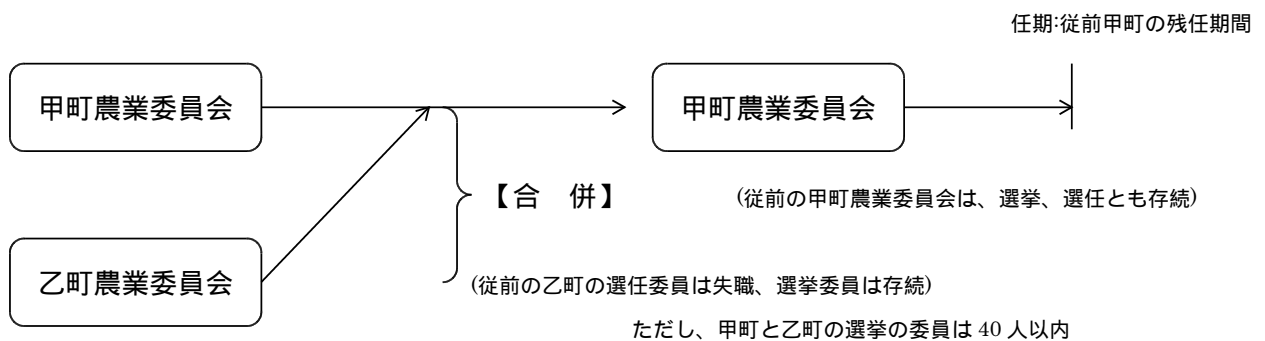 任期:従前甲町の残任期間
甲町農業委員会
甲町農業委員会
【合　併】
(従前の甲町農業委員会は、選挙、選任とも存続)
乙町農業委員会
(従前の乙町の選任委員は失職、選挙委員は存続)
ただし、甲町と乙町の選挙の委員は 40 人以内